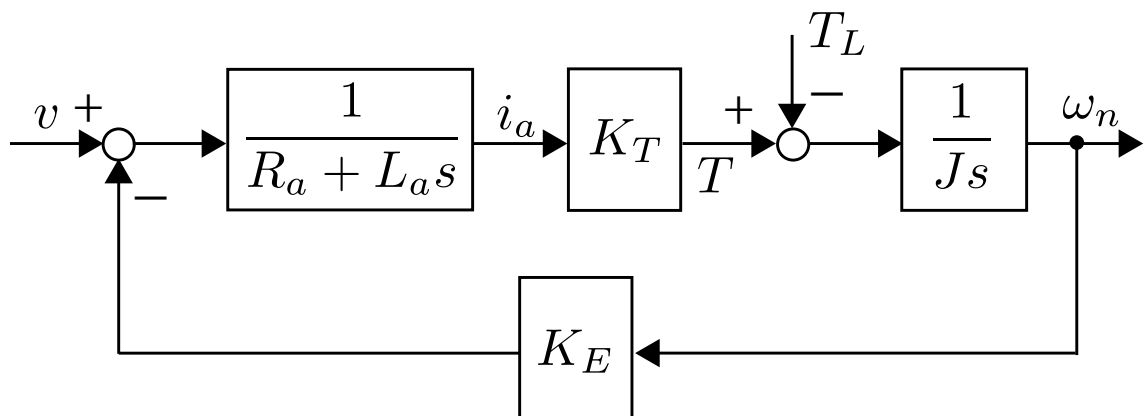 v + 
−
1
R_a + L_a s
i_a
K_T
T
+
T_L
−
1
Js
ω_n
K_E